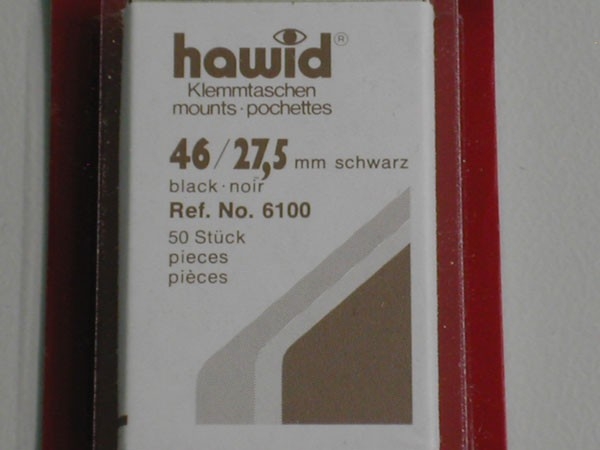 hawid®
Klemmtaschen
mounts·pochettes
46/27,5 mm schwarz
black·noir
Ref. No. 6100
50 Stück
pieces
pièces